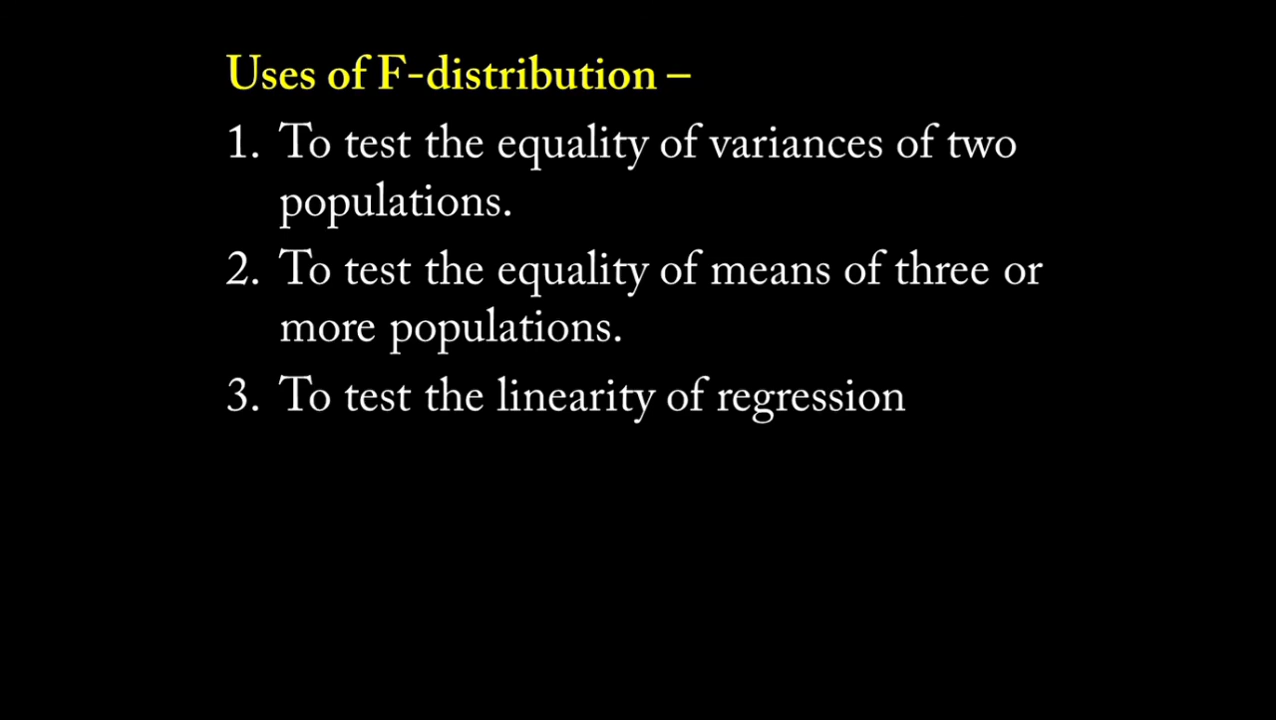 Uses of F-distribution –
1. To test the equality of variances of two
populations.
2. To test the equality of means of three or
more populations.
3. To test the linearity of regression